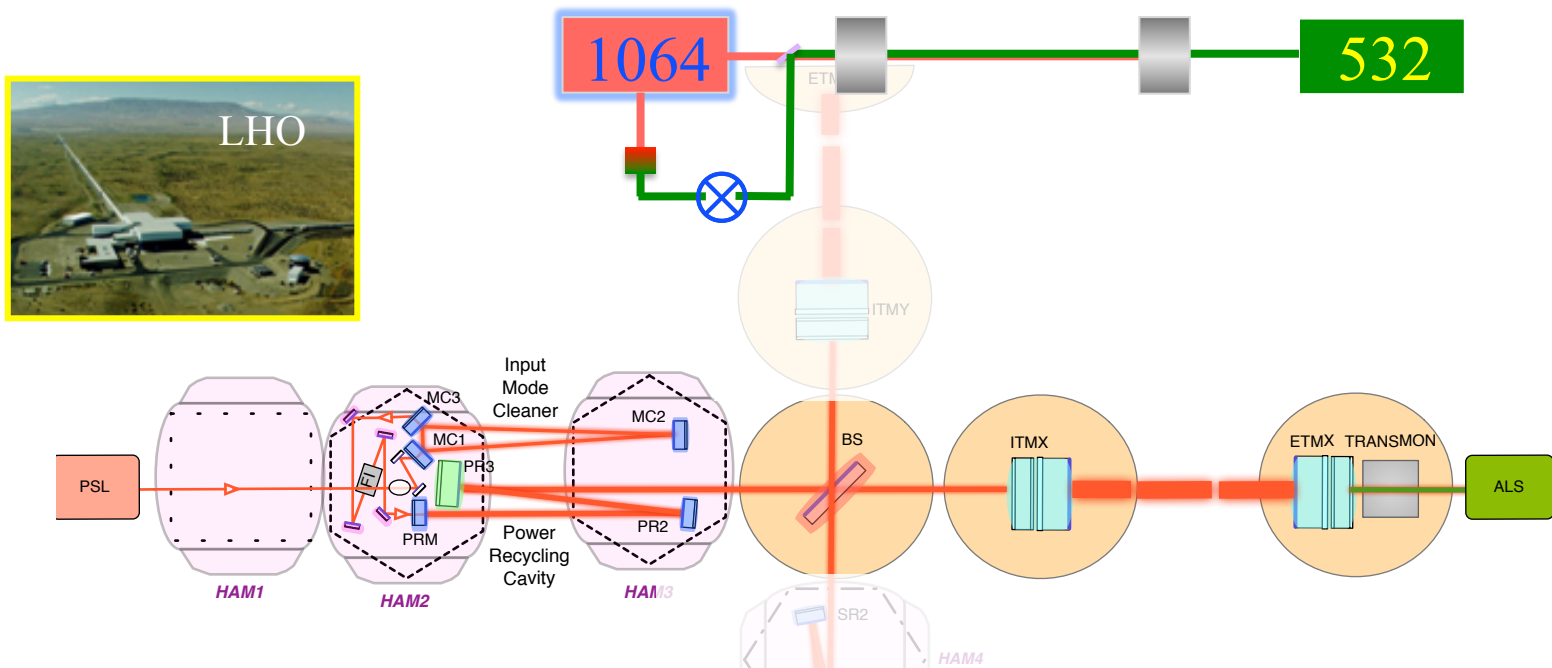 1064
532
ETMY
LHO
ITMY
Input
Mode
Cleaner
MC3
MC2
MC1
BS
ITMX
ETMX
TRANSMON
PR3
FI
PSL
ALS
PR2
PRM
Power
Recycling
Cavity
HAM1
HAM2
HAM3
SR2
HAM4